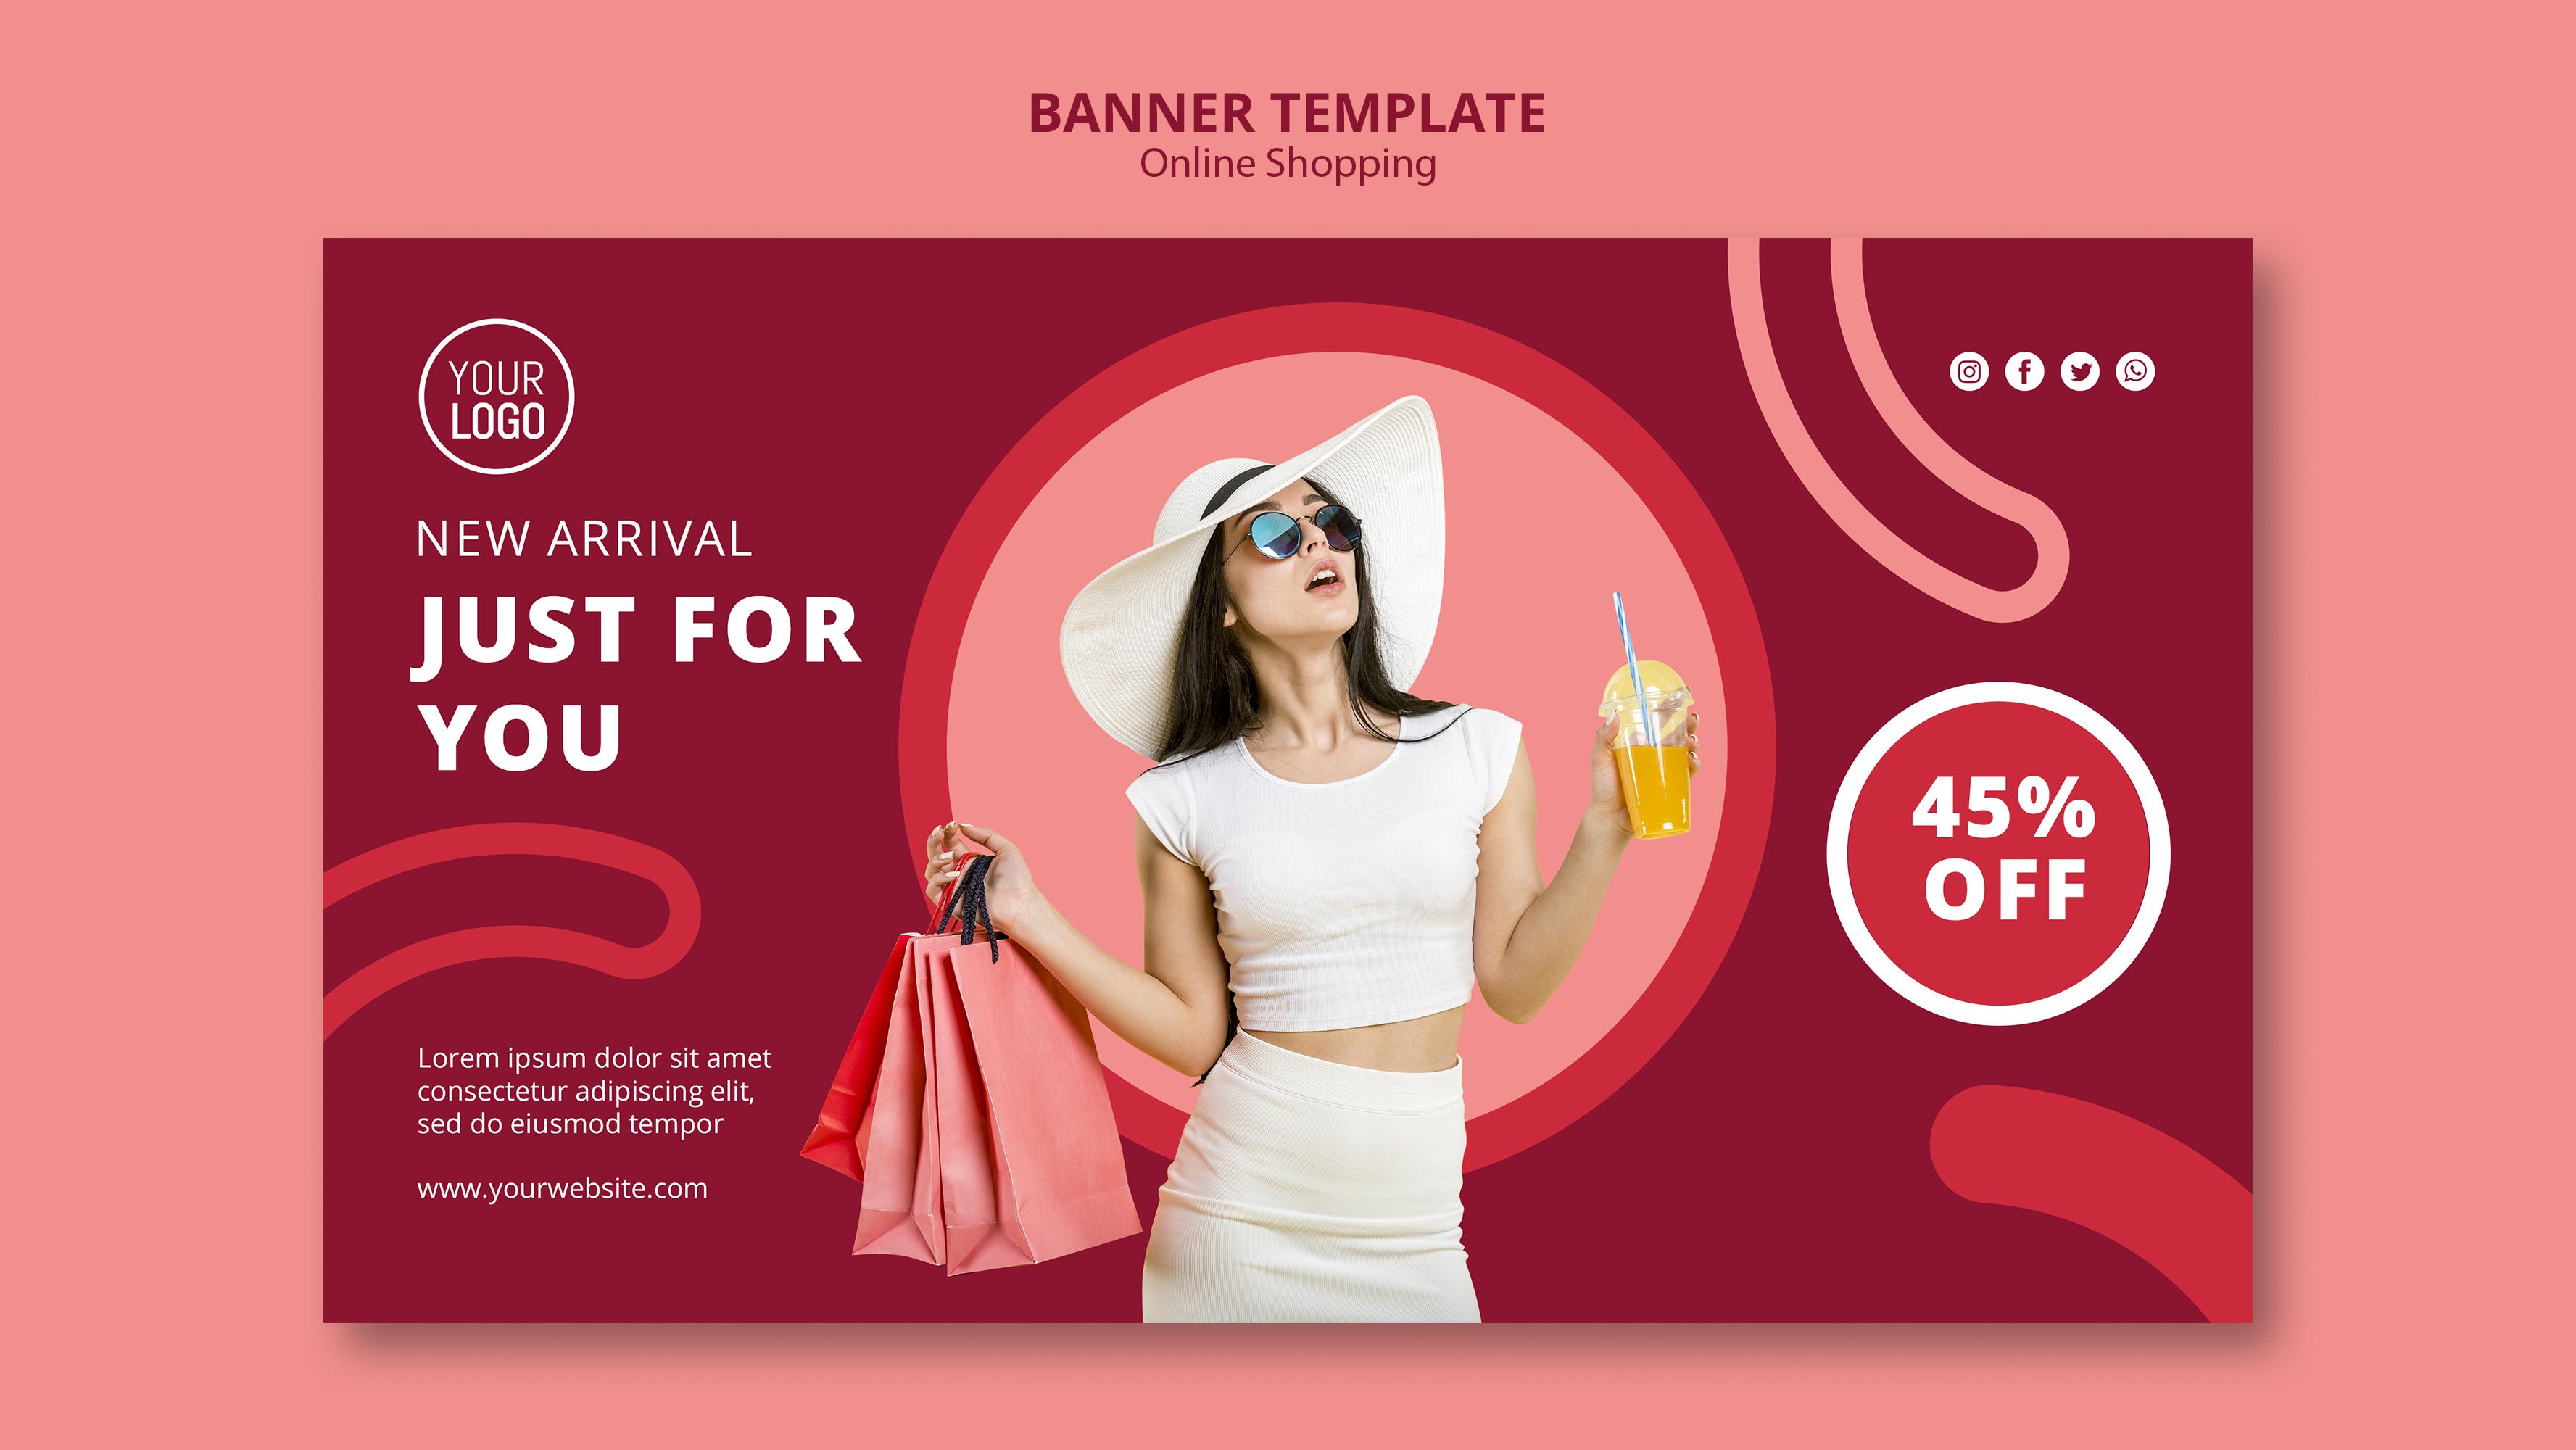 BANNER TEMPLATE
Online Shopping
YOUR
LOGO
NEW ARRIVAL
JUST FOR
YOU
Lorem ipsum dolor sit amet
consectetur adipiscing elit,
sed do eiusmod tempor
www.yourwebsite.com
45%
OFF